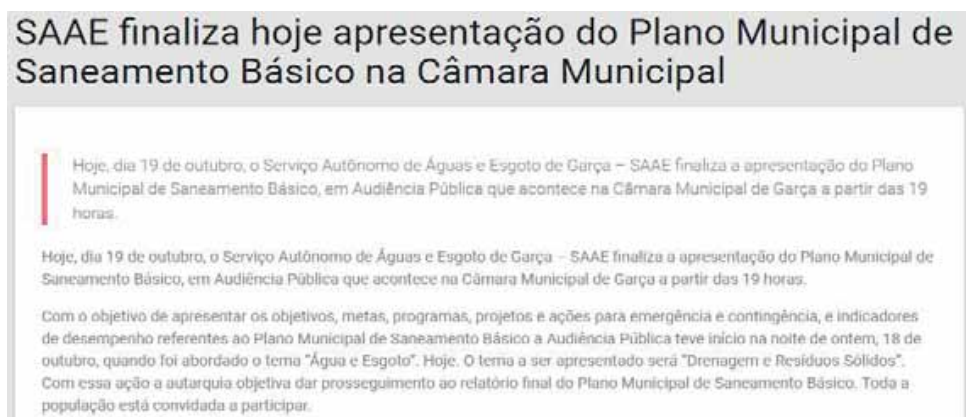 SAAE finaliza hoje apresentação do Plano Municipal de
Saneamento Básico na Câmara Municipal
Hoje, dia 19 de outubro, o Serviço Autônomo de Águas e Esgoto de Garça – SAAE finaliza a apresentação do Plano
Municipal de Saneamento Básico, em Audiência Pública que acontece na Câmara Municipal de Garça a partir das 19
horas.
Hoje, dia 19 de outubro, o Serviço Autônomo de Águas e Esgoto de Garça – SAAE finaliza a apresentação do Plano Municipal de
Saneamento Básico, em Audiência Pública que acontece na Câmara Municipal de Garça a partir das 19 horas.
Com o objetivo de apresentar os objetivos, metas, programas, projetos e ações para emergência e contingência, e indicadores
de desempenho referentes ao Plano Municipal de Saneamento Básico a Audiência Pública teve início na noite de ontem, 18 de
outubro, quando foi abordado o tema "Água e Esgoto". Hoje. O tema a ser apresentado será "Drenagem e Resíduos Sólidos".
Com essa ação a autarquia objetiva dar prosseguimento ao relatório final do Plano Municipal de Saneamento Básico. Toda a
população está convidada a participar.